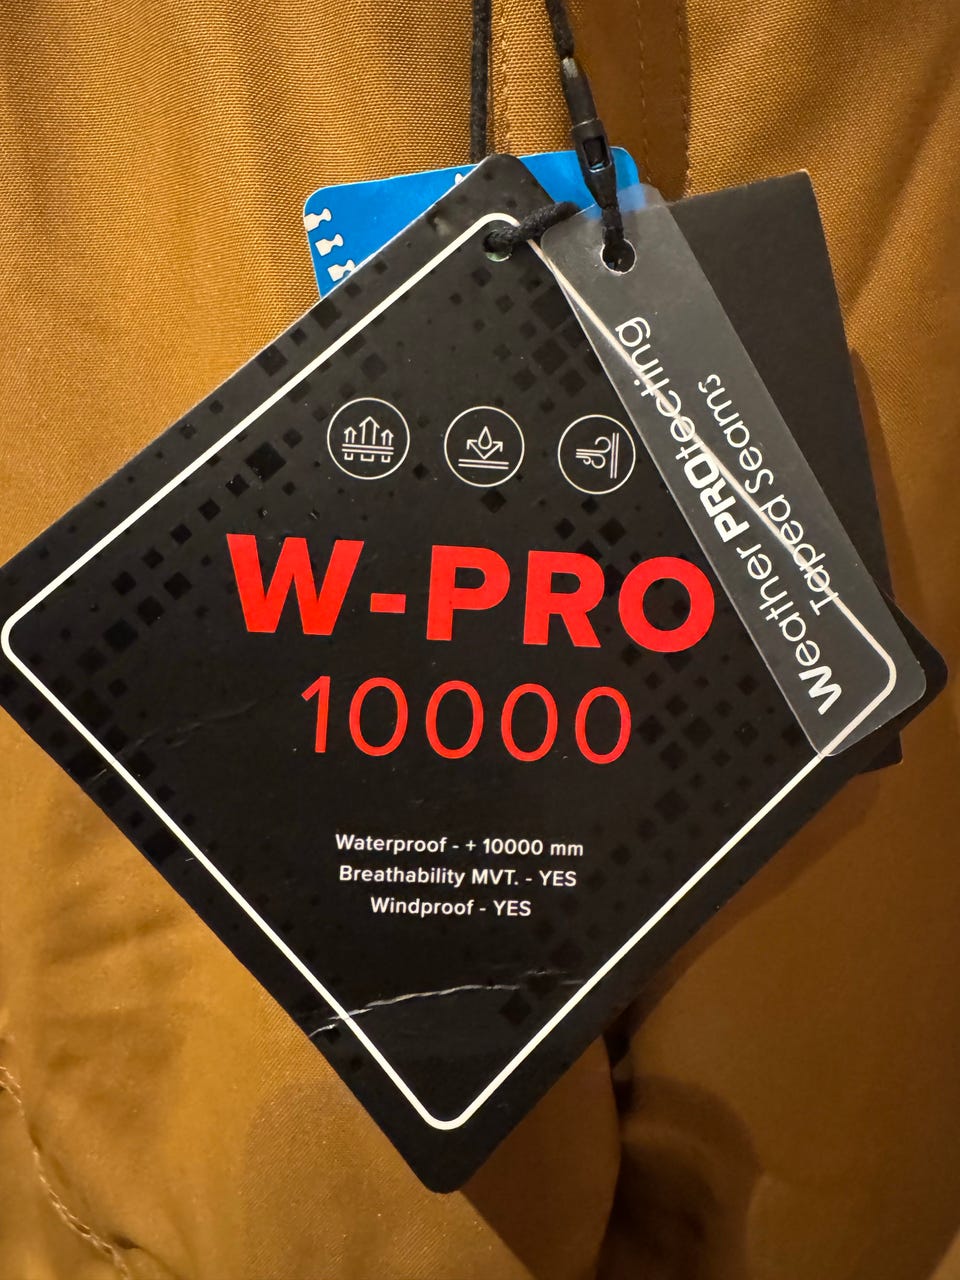 W-PRO
10000
Waterproof - + 10000 mm
Breathability MVT. - YES
Windproof - YES
Weather PROtecting
Taped Seams